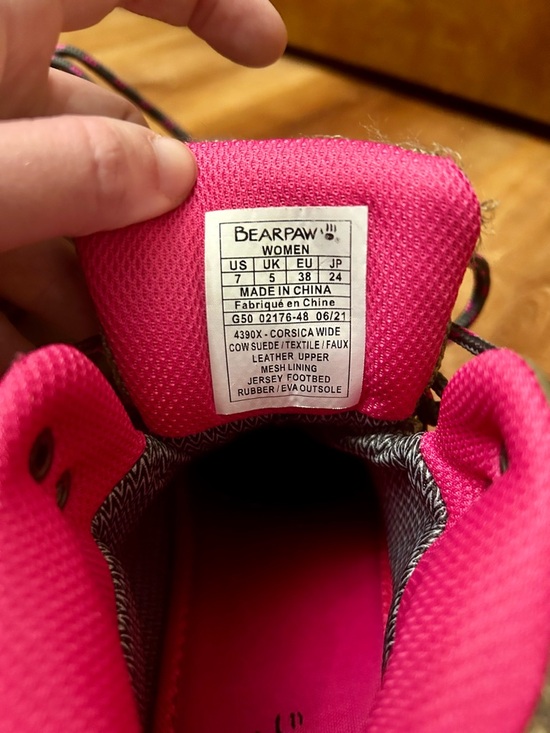 BEARPAW
WOMEN
US UK EU JP
7 5 38 24
MADE IN CHINA
Fabriqué en Chine
G50 02176-48 06/21
4390X - CORSICA WIDE
COW SUEDE / TEXTILE / FAUX
LEATHER UPPER
MESH LINING
JERSEY FOOTBED
RUBBER / EVA OUTSOLE